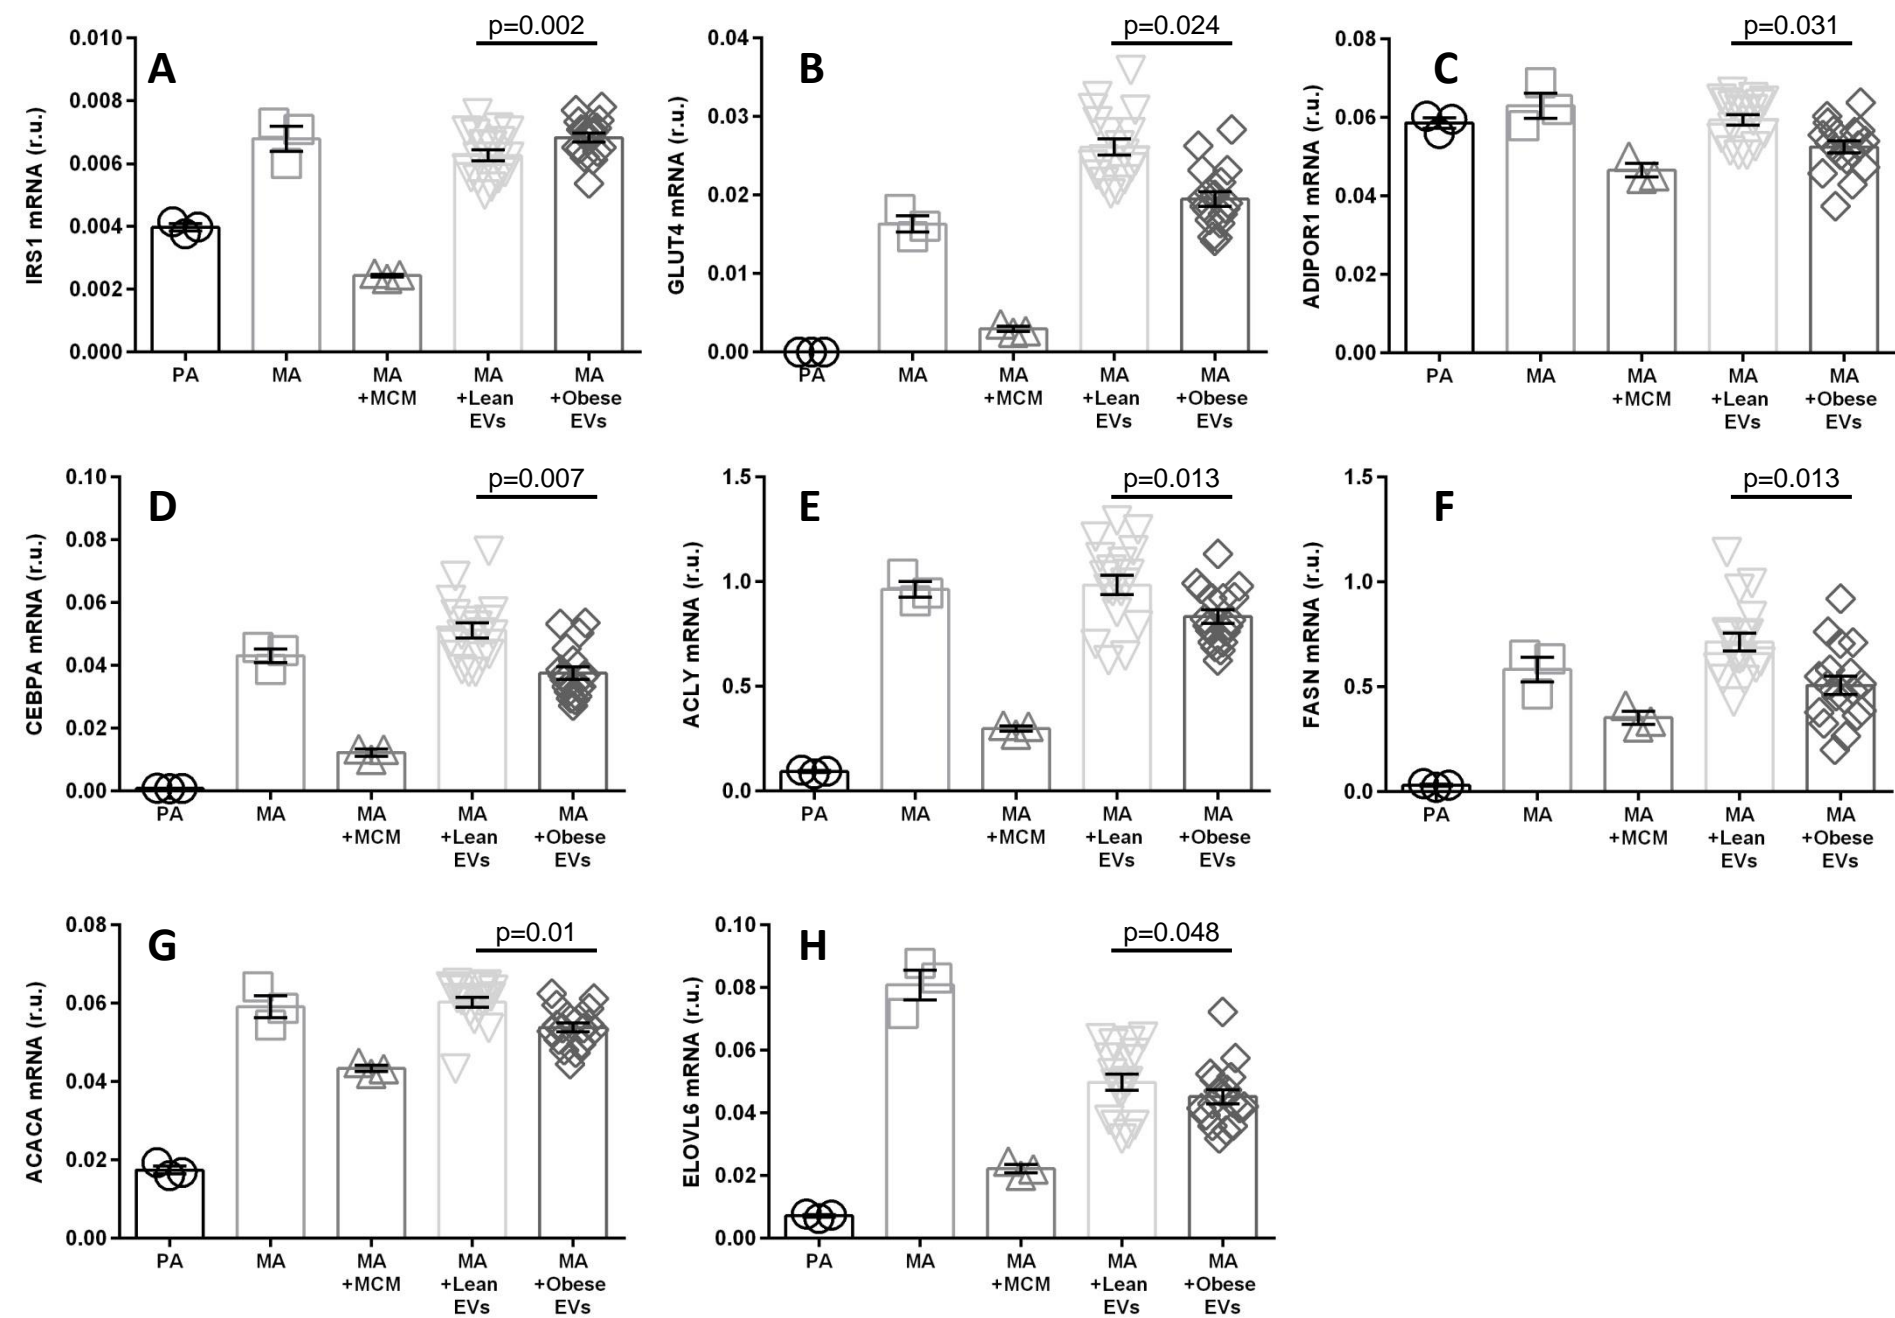 A
p=0.002
IRS1 mRNA (r.u.)
0.010
0.008
0.006
0.004
0.002
0.000
PA MA MA MA MA
+MCM +Lean +Obese
EVs EVs
B
p=0.024
GLUT4 mRNA (r.u.)
0.04
0.03
0.02
0.01
0.00
PA MA MA MA MA
+MCM +Lean +Obese
EVs EVs
C
p=0.031
ADIPOR1 mRNA (r.u.)
0.08
0.06
0.04
0.02
0.00
PA MA MA MA MA
+MCM +Lean +Obese
EVs EVs
D
p=0.007
CEBPA mRNA (r.u.)
0.10
0.08
0.06
0.04
0.02
0.00
PA MA MA MA MA
+MCM +Lean +Obese
EVs EVs
E
p=0.013
ACLY mRNA (r.u.)
1.5
1.0
0.5
0.0
PA MA MA MA MA
+MCM +Lean +Obese
EVs EVs
F
p=0.013
FASN mRNA (r.u.)
1.5
1.0
0.5
0.0
PA MA MA MA MA
+MCM +Lean +Obese
EVs EVs
G
p=0.01
ACACA mRNA (r.u.)
0.08
0.06
0.04
0.02
0.00
PA MA MA MA MA
+MCM +Lean +Obese
EVs EVs
H
p=0.048
ELOVL6 mRNA (r.u.)
0.10
0.08
0.06
0.04
0.02
0.00
PA MA MA MA MA
+MCM +Lean +Obese
EVs EVs